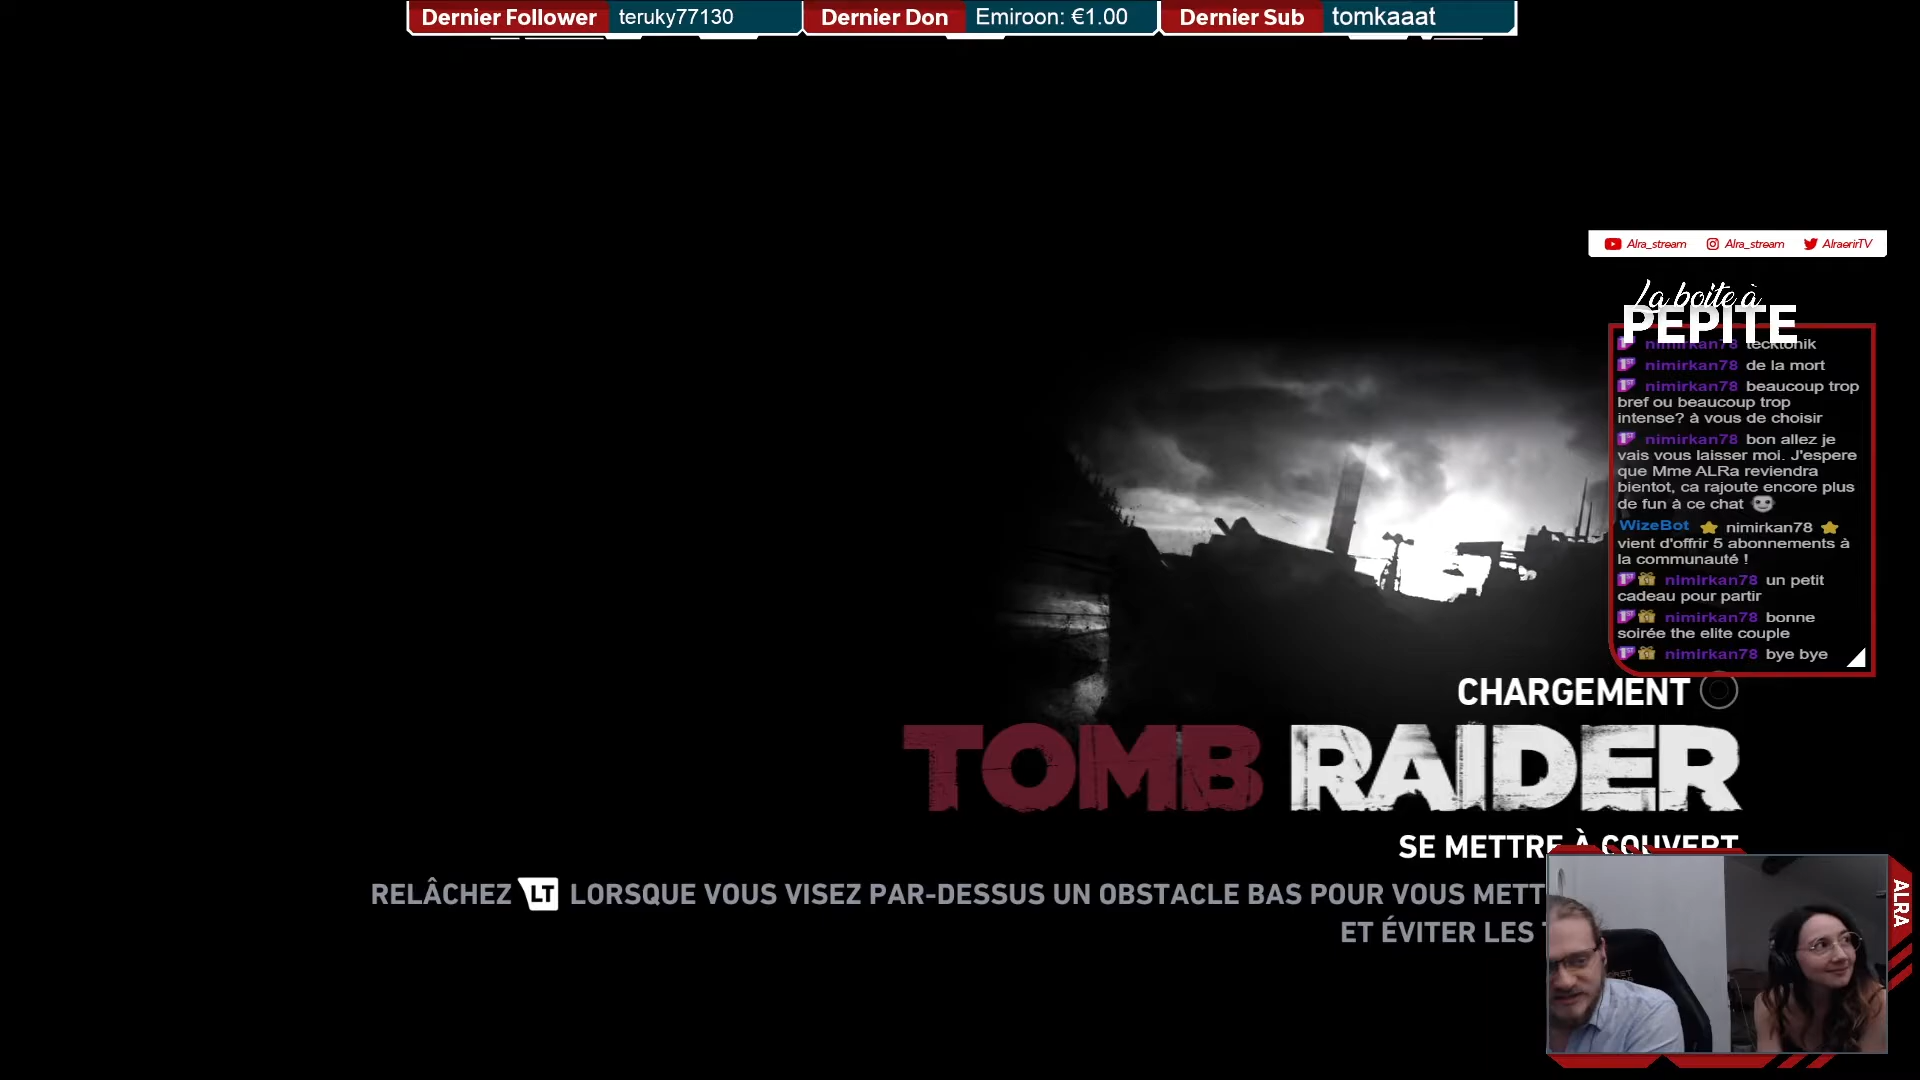 Dernier Follower teruky77130 Dernier Don Emiroon: €1.00 Dernier Sub tomkaaat
Alra_stream Alra_stream AlraerirTV
La boite à
PEPITE
nimirkan78 tecktonik
nimirkan78 de la mort
nimirkan78 beaucoup trop
bref ou beaucoup trop
intense? à vous de choisir
nimirkan78 bon allez je
vais vous laisser moi. J'espere
que Mme ALRa reviendra
bientot, ca rajoute encore plus
de fun à ce chat
WizeBot nimirkan78
vient d'offrir 5 abonnements à
la communauté !
nimirkan78 un petit
cadeau pour partir
nimirkan78 bonne
soirée the elite couple
nimirkan78 bye bye
CHARGEMENT
TOMB RAIDER
SE METTRE À COUVERT
RELÂCHEZ LT LORSQUE VOUS VISEZ PAR-DESSUS UN OBSTACLE BAS POUR VOUS METT
ET ÉVITER LES
ALRA